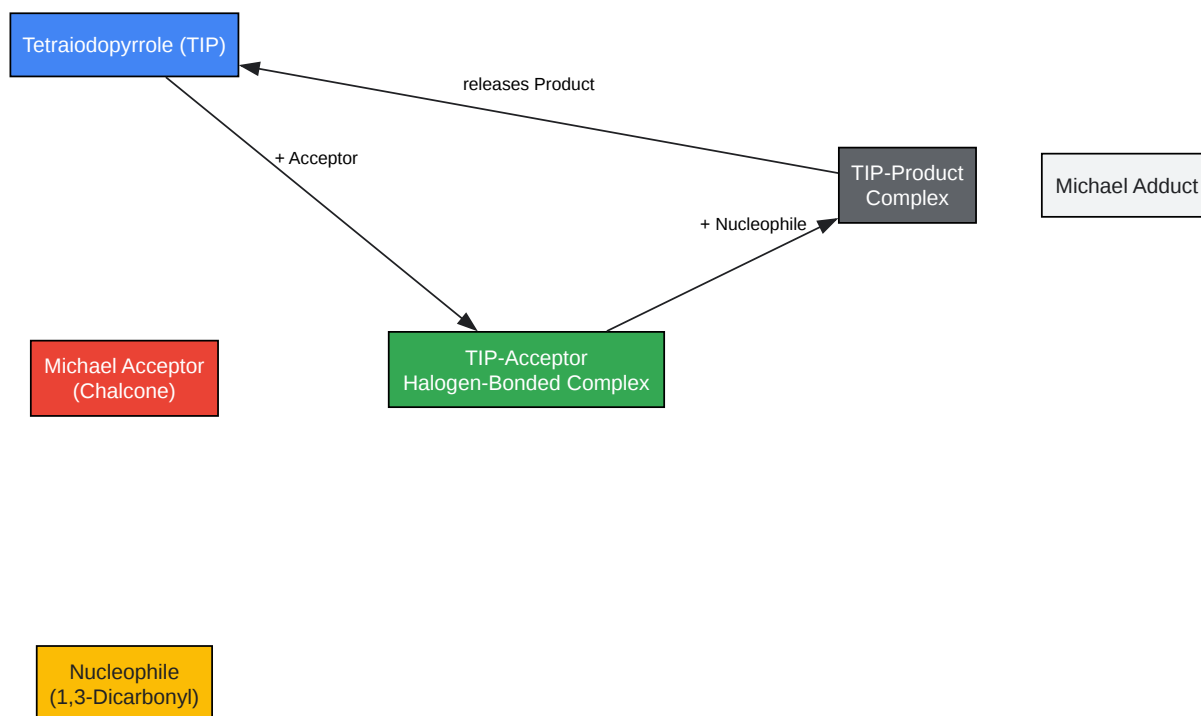 Tetraiodopyrrole (TIP)
releases Product
+ Acceptor
TIP-Product
Complex
Michael Adduct
+ Nucleophile
Michael Acceptor
(Chalcone)
TIP-Acceptor
Halogen-Bonded Complex
Nucleophile
(1,3-Dicarbonyl)